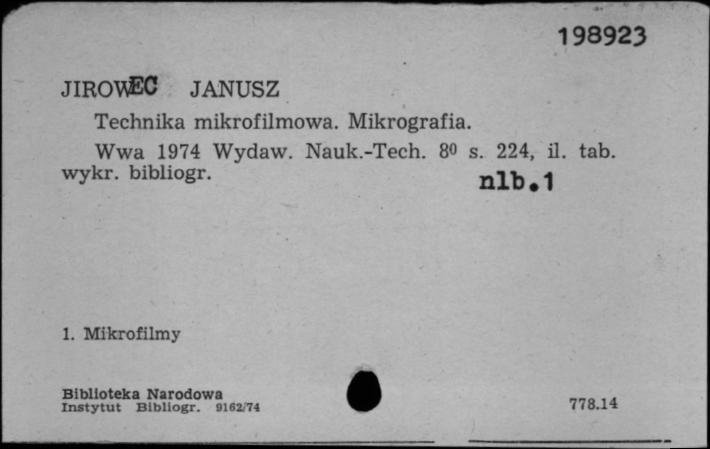 198923
JIROWEC JANUSZ
Technika mikrofilmowa. Mikrografia.
Wwa 1974 Wydaw. Nauk.-Tech. 8⁰ s. 224, il. tab.
wykr. bibliogr.
nlb.1
1. Mikrofilmy
Biblioteka Narodowa
Instytut Bibliogr. 9162/74
778.14